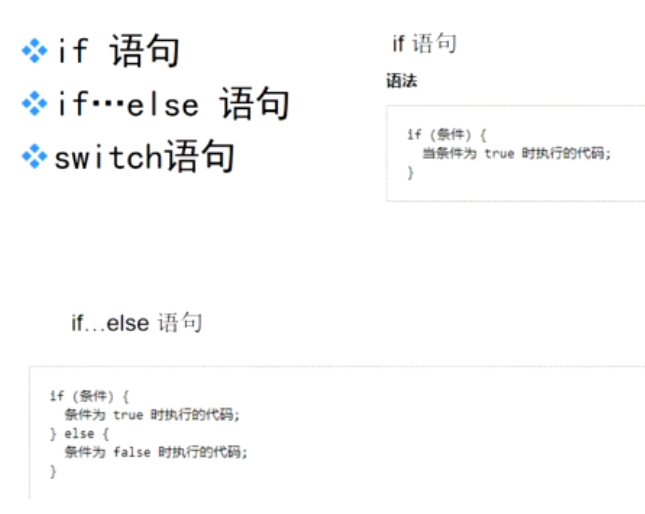 if 语句
if…else 语句
switch语句
if 语句
语法
if (条件) {
  当条件为 true 时执行的代码;
}
if…else 语句
if (条件) {
  条件为 true 时执行的代码;
} else {
  条件为 false 时执行的代码;
}